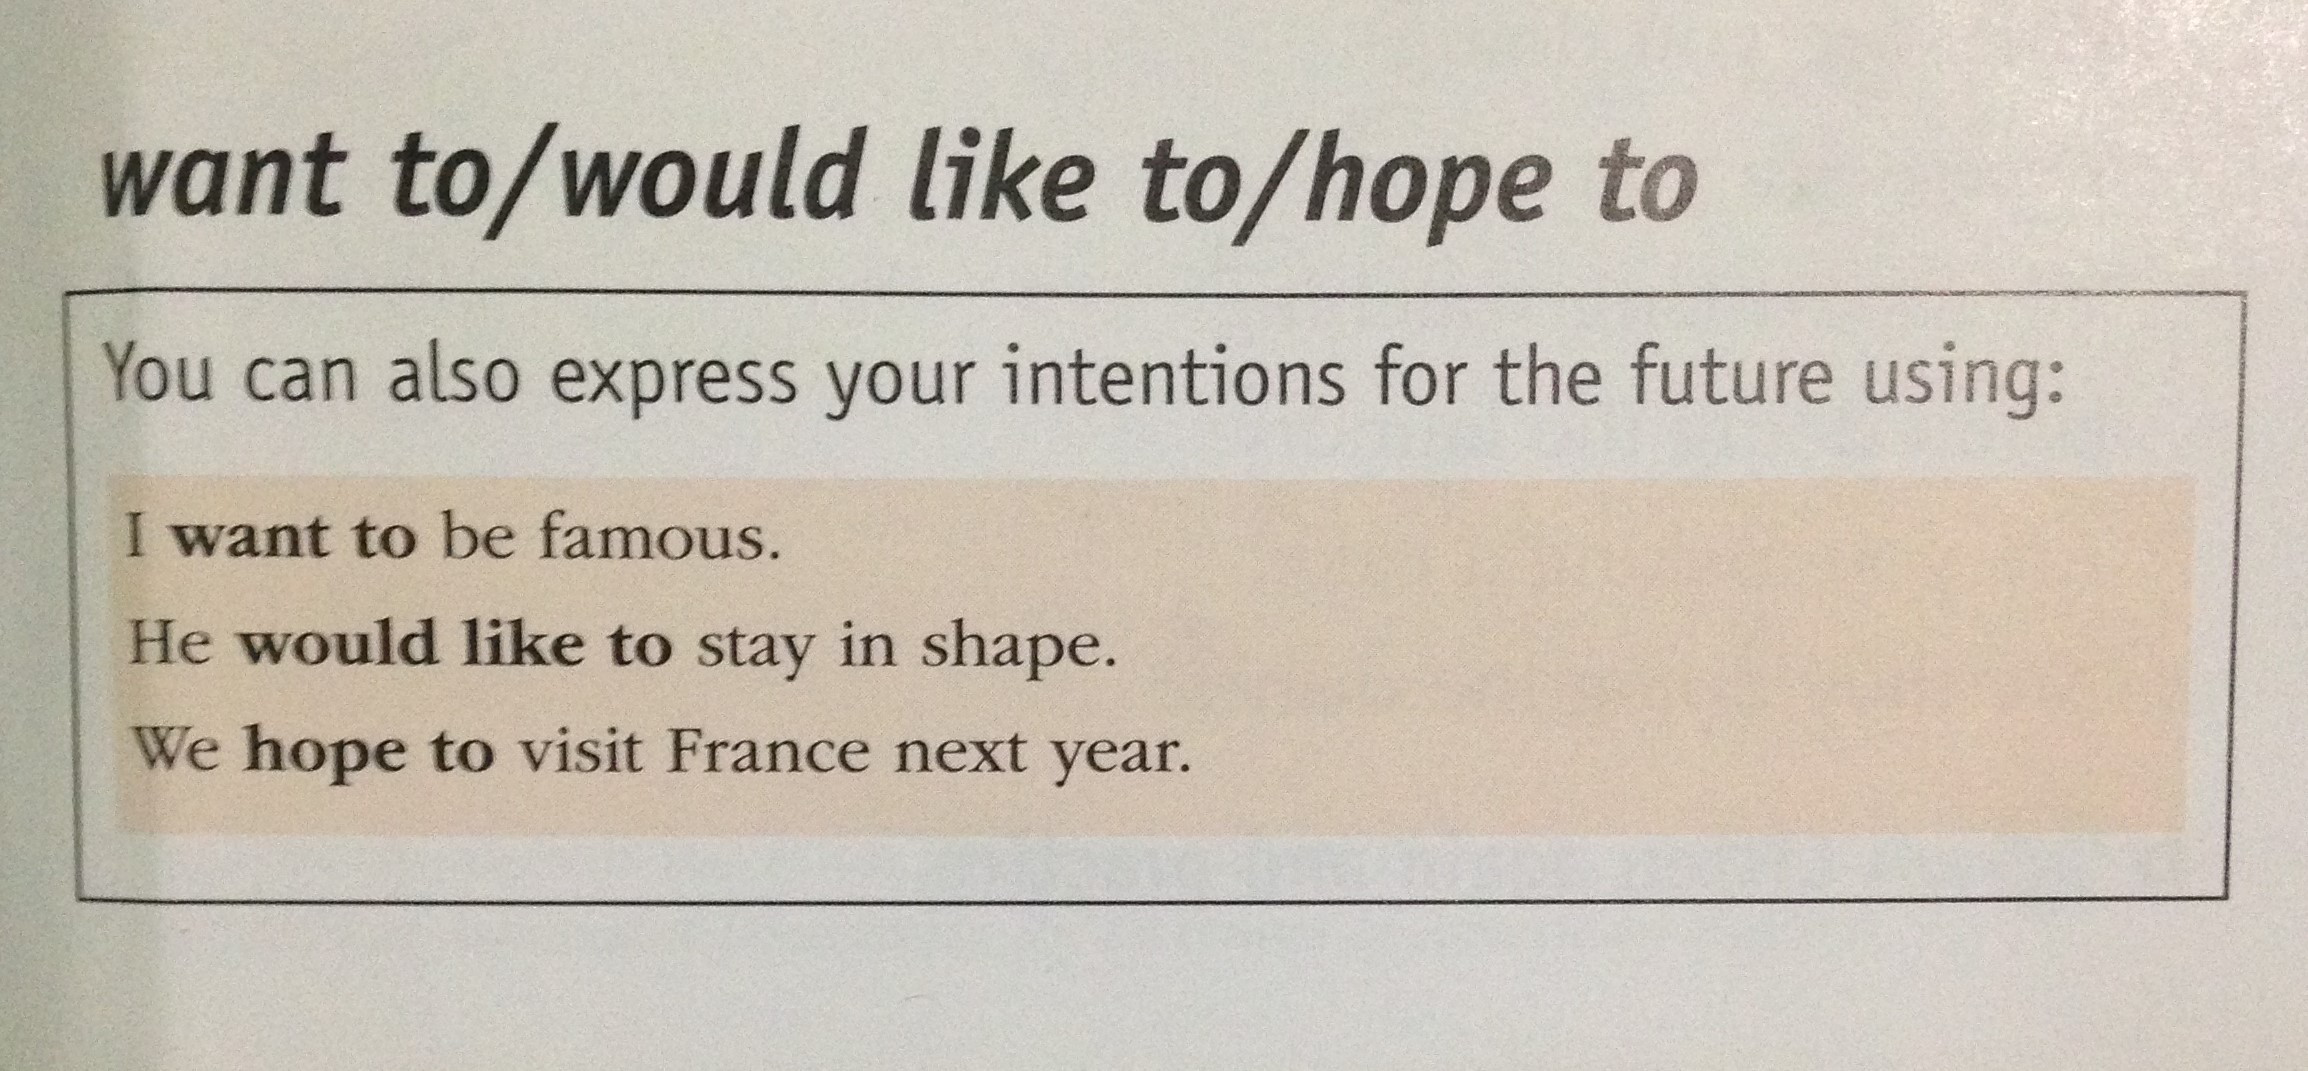 want to/would like to/hope to
You can also express your intentions for the future using:
I want to be famous.
He would like to stay in shape.
We hope to visit France next year.